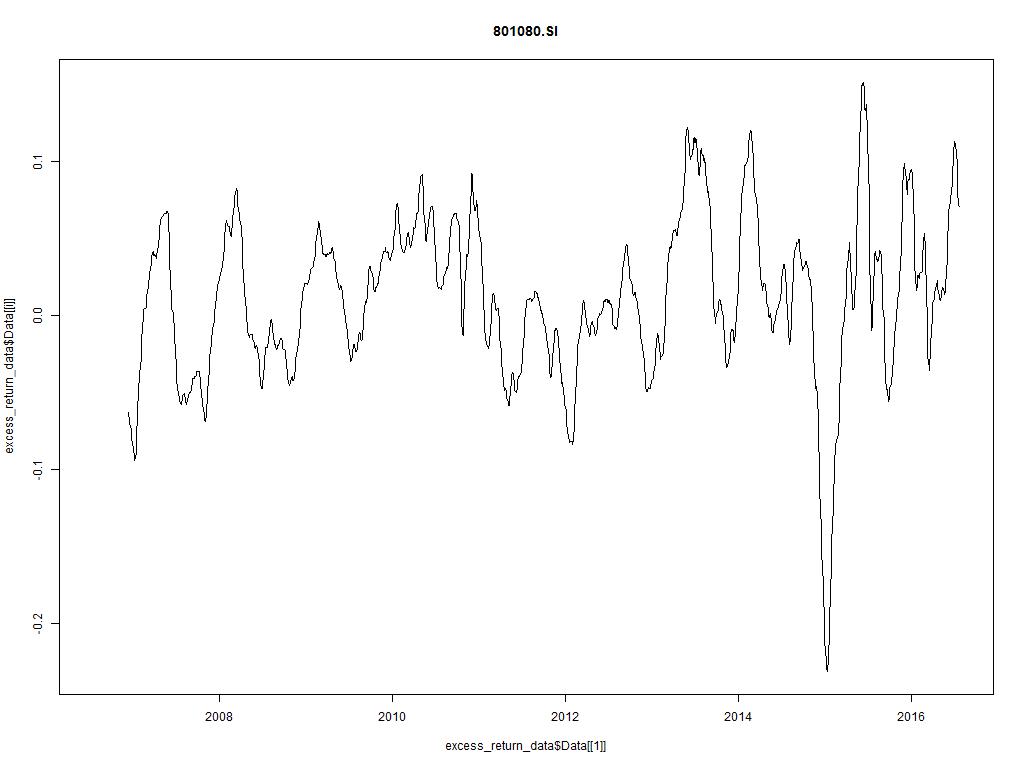 801080.SI
excess_return_data$Data[[i]]
0.1
0.0
-0.1
-0.2
2008 2010 2012 2014 2016
excess_return_data$Data[[1]]